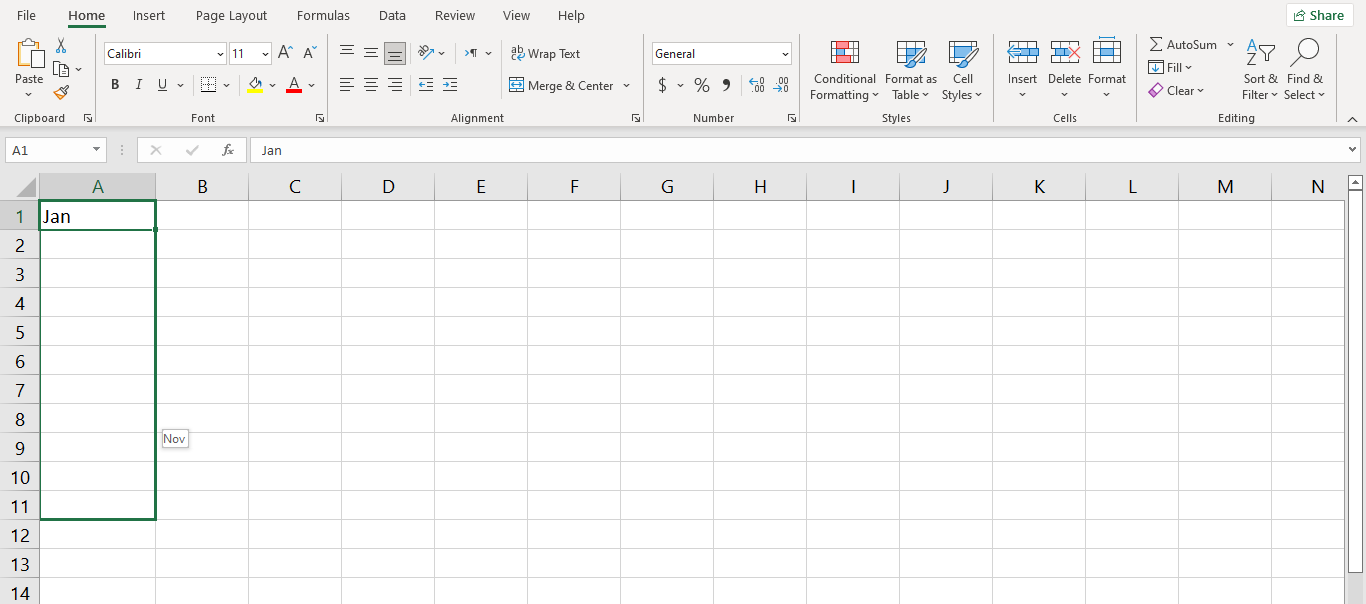 File Home Insert Page Layout Formulas Data Review View Help Share
Calibri 11 A A ab Wrap Text General AutoSum A Z
Paste Conditional Formatting Format as Table Cell Styles Insert Delete Format Fill Sort & Filter Find & Select
B I U A Merge & Center $ % .00 .00 Clear
Clipboard Font Alignment Number Styles Cells Editing
A1 fx Jan
A B C D E F G H I J K L M N
1 Jan
2
3
4
5
6
7
8
Nov
9
10
11
12
13
14